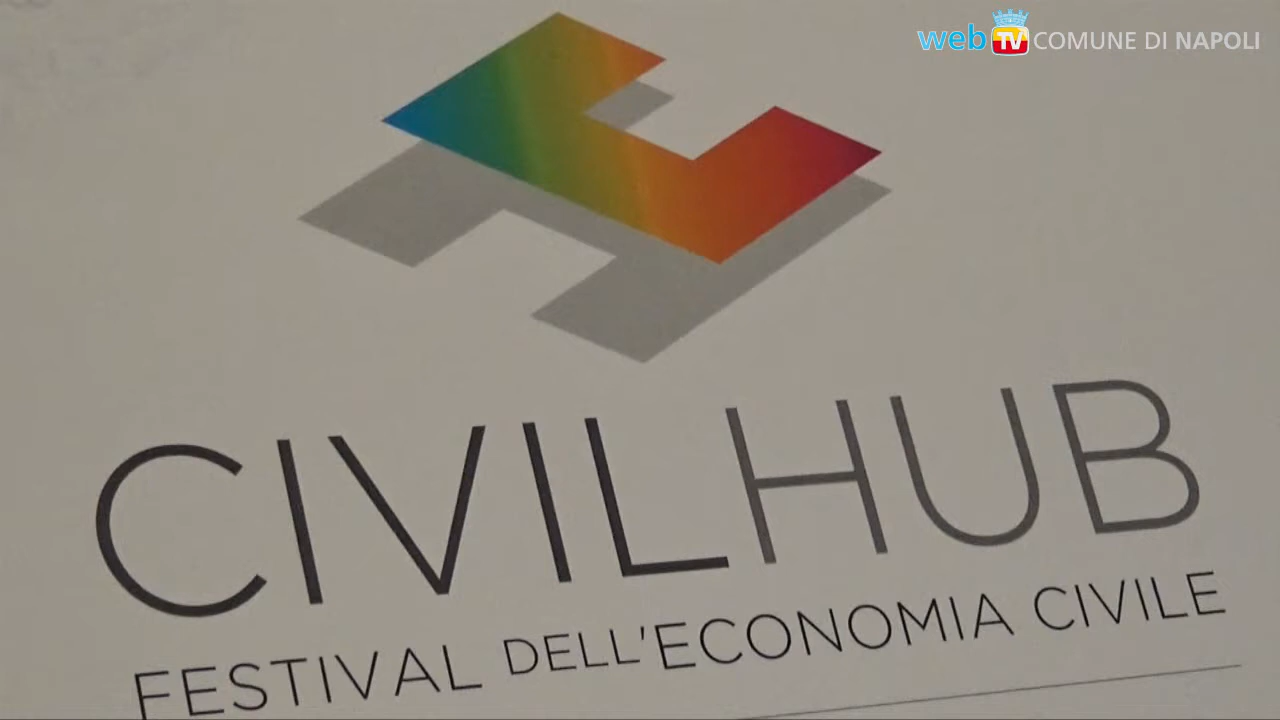 web TV COMUNE DI NAPOLI
CIVILHUB
FESTIVAL DELL'ECONOMIA CIVILE